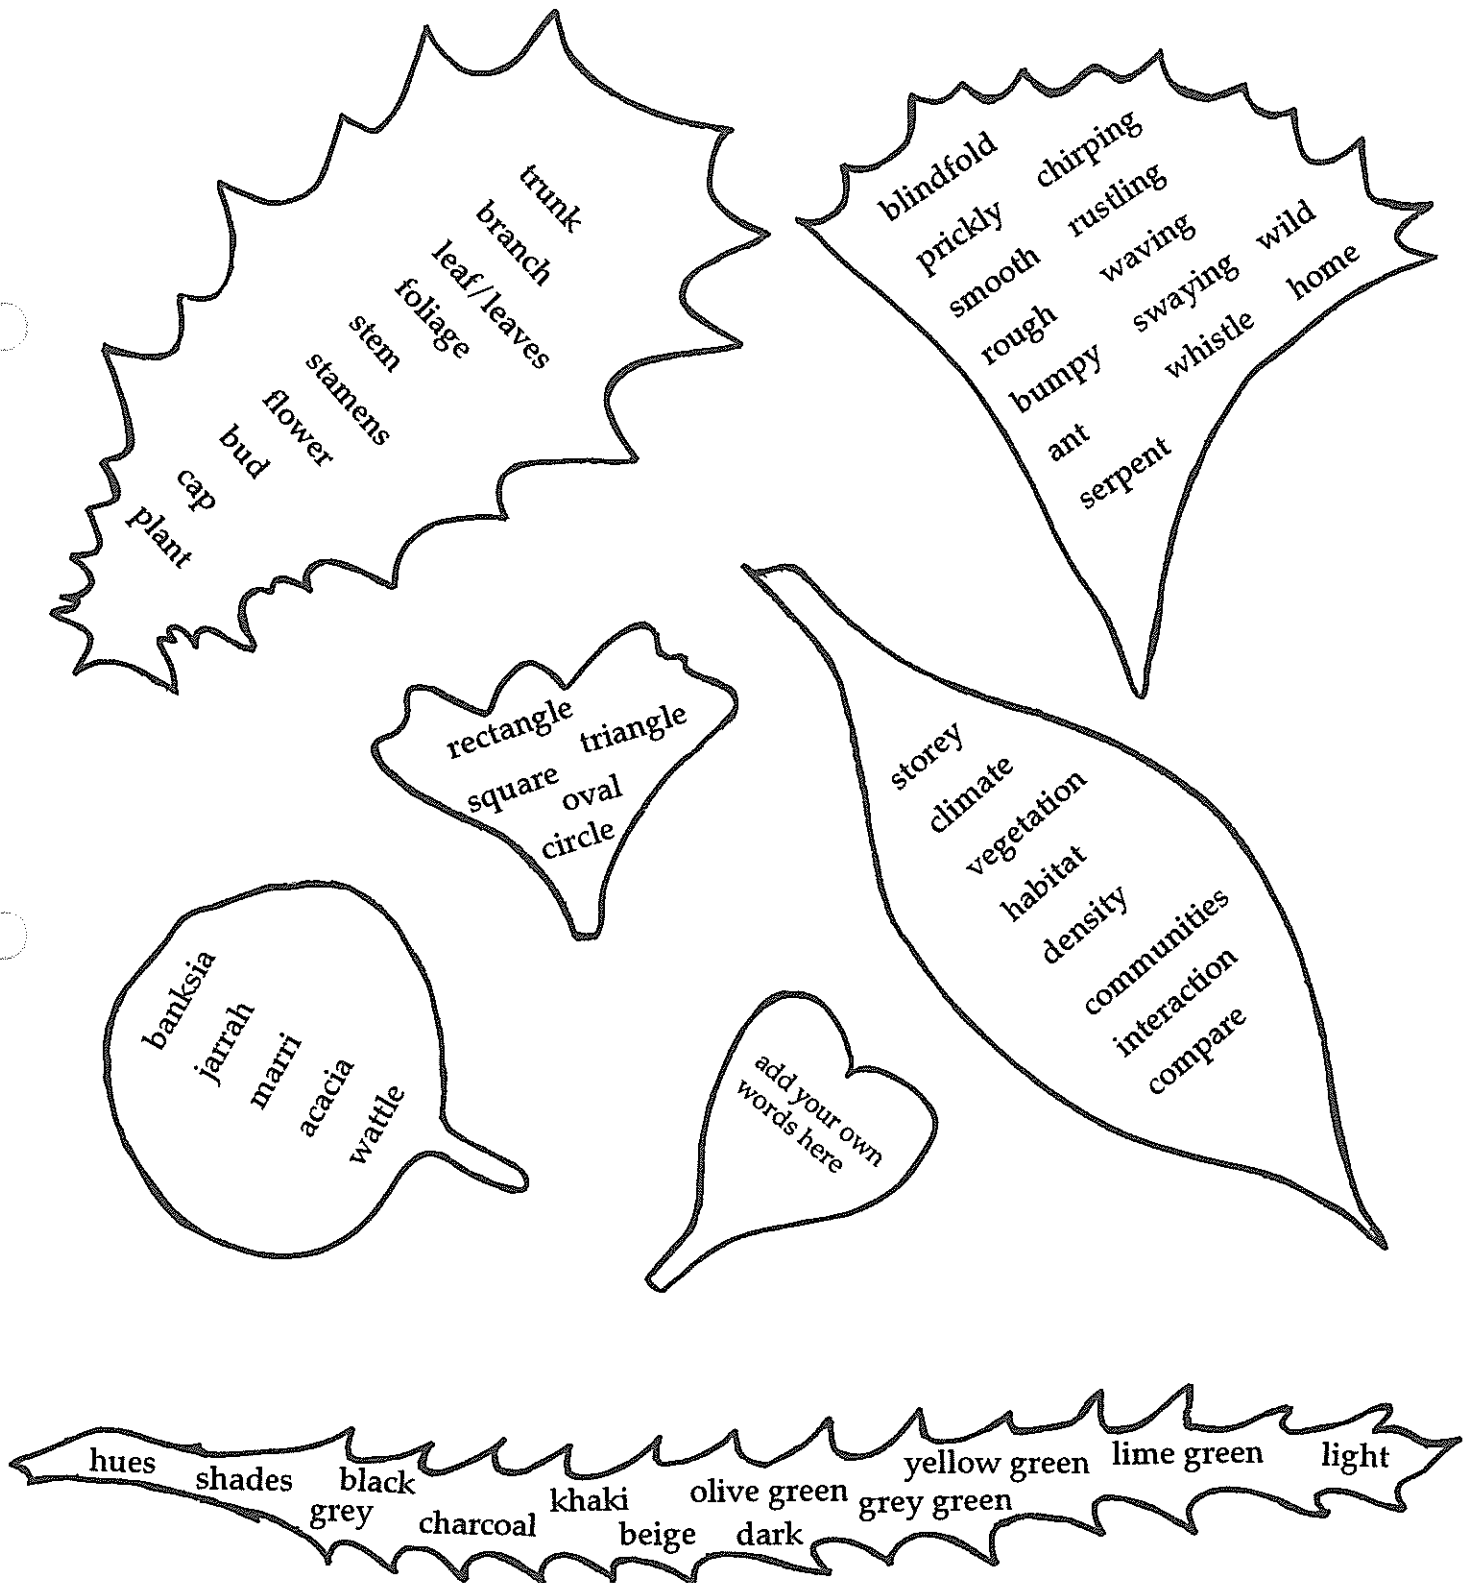 trunk
branch
leaf/leaves
foliage
stem
stamens
flower
bud
cap
plant
blindfold
prickly
smooth
rough
bumpy
ant
serpent
chirping
rustling
waving
swaying
whistle
wild
home
rectangle
triangle
square
oval
circle
storey
climate
vegetation
habitat
density
communities
interaction
compare
banksia
jarrah
marri
acacia
wattle
add your own
words here
hues
shades
black
grey
charcoal
khaki
beige
olive green
dark
yellow green
grey green
lime green
light